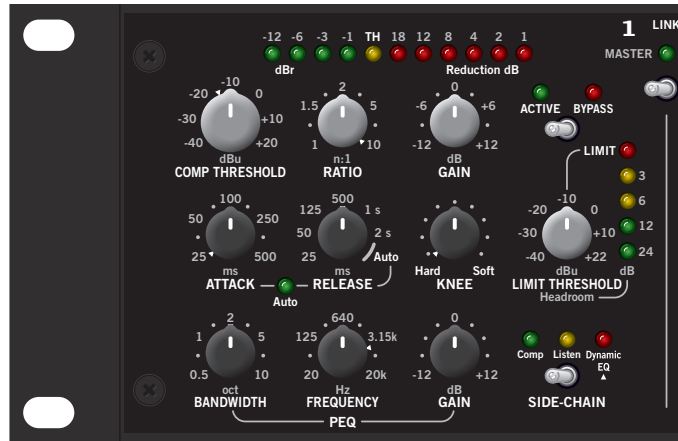 1 LINK
-12 -6 -3 -1 TH 18 12 8 4 2 1
MASTER
dBr Reduction dB
-40 -30 -20 -10 0 +10 +20
dBu
COMP THRESHOLD
1 1.5 2 5 10
n:1
RATIO
-12 -6 0 +6 +12
dB
GAIN
ACTIVE BYPASS
LIMIT
3
6
12
24
dB
-40 -30 -20 -10 0 +10 +22
dBu
LIMIT THRESHOLD
Headroom
25 50 100 250 500
ms
ATTACK
Auto
25 50 125 500 1 s 2 s Auto
ms
RELEASE
Hard Soft
KNEE
0.5 1 2 5 10
oct
BANDWIDTH
20 125 640 3.15k 20k
Hz
FREQUENCY
-12 0 +12
dB
GAIN
PEQ
Comp Listen Dynamic
EQ
SIDE-CHAIN